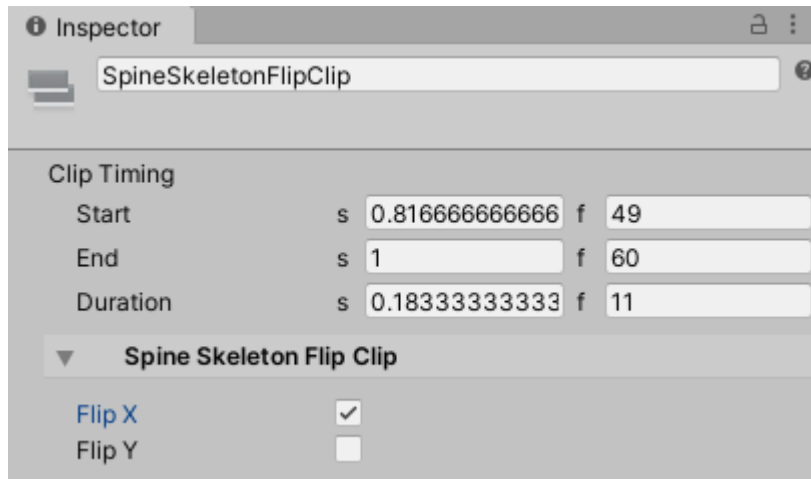 Inspector
SpineSkeletonFlipClip
Clip Timing
Start s 0.816666666666 f 49
End s 1 f 60
Duration s 0.18333333333 f 11
Spine Skeleton Flip Clip
Flip X
Flip Y